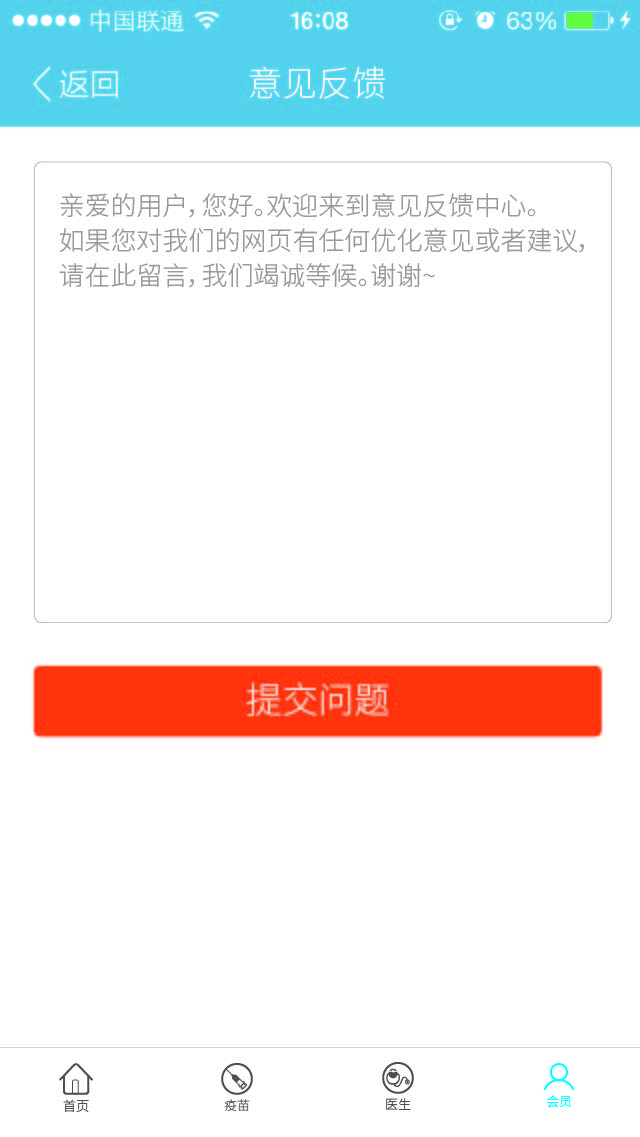 中国联通 16:08 63%
返回 意见反馈
亲爱的用户，您好。欢迎来到意见反馈中心。
如果您对我们的网页有任何优化意见或者建议，
请在此留言，我们竭诚等候。谢谢~
提交问题
首页 疫苗 医生 会员